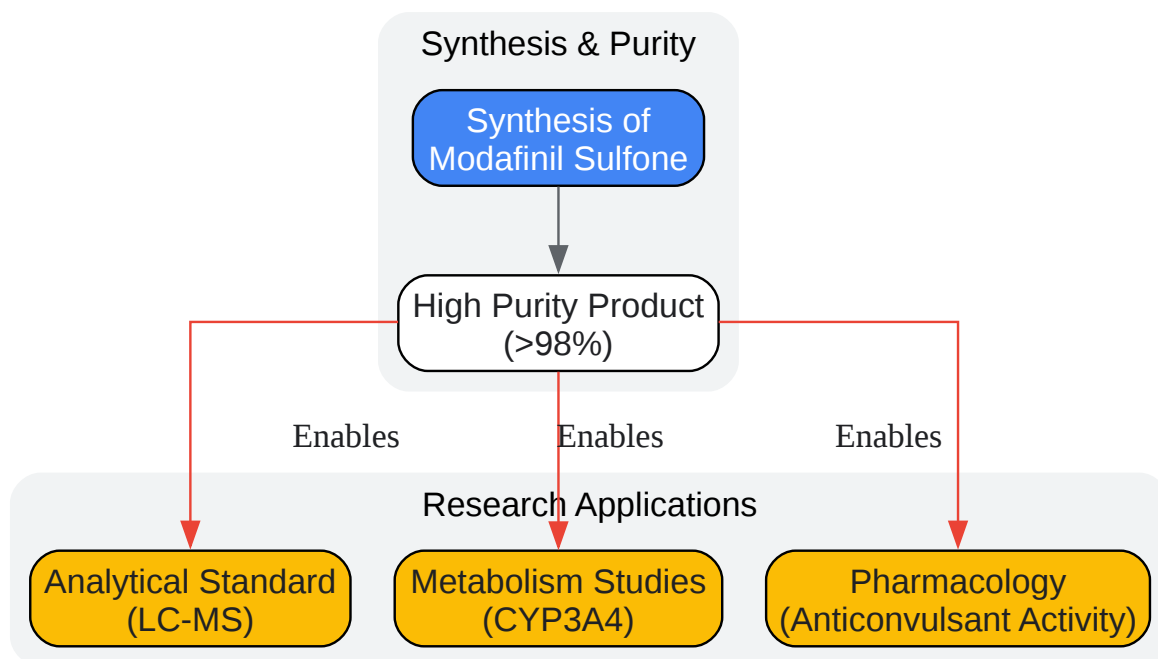 Synthesis & Purity
Synthesis of
Modafinil Sulfone
High Purity Product
(>98%)
Enables
Enables
Enables
Research Applications
Analytical Standard
(LC-MS)
Metabolism Studies
(CYP3A4)
Pharmacology
(Anticonvulsant Activity)